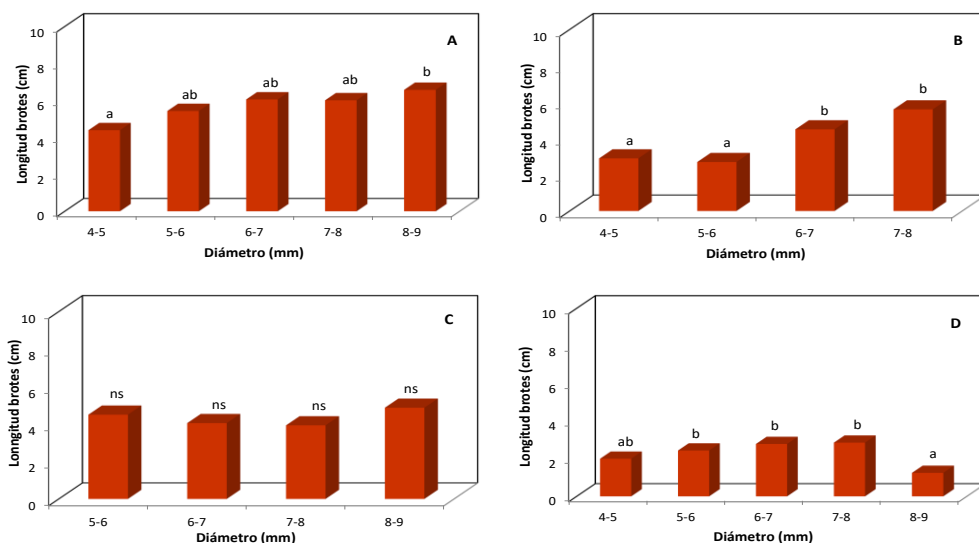 A
Longitud brotes (cm)
10
8
6
4
2
0
a
ab
ab
ab
b
4-5 5-6 6-7 7-8 8-9
Diámetro (mm)
B
Longitud brotes (cm)
10
8
6
4
2
0
a
a
b
b
4-5 5-6 6-7 7-8
Diámetro (mm)
C
Lonngitud brotes (cm)
10
8
6
4
2
0
ns
ns
ns
ns
5-6 6-7 7-8 8-9
Diámetro (mm)
D
Longitud brotes (cm)
10
8
6
4
2
0
ab
b
b
b
a
4-5 5-6 6-7 7-8 8-9
Diámetro (mm)